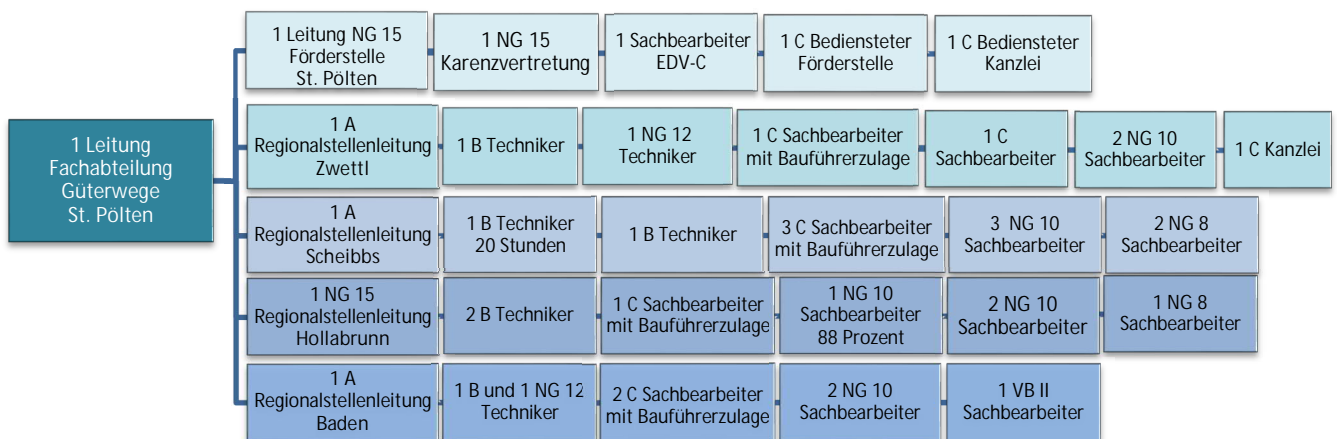 1 Leitung
Fachabteilung
Güterwege
St. Pölten
1 Leitung NG 15
Förderstelle
St. Pölten
1 NG 15
Karenzvertretung
1 Sachbearbeiter
EDV-C
1 C Bediensteter
Förderstelle
1 C Bediensteter
Kanzlei
1 A
Regionalstellenleitung
Zwettl
1 B Techniker
1 NG 12
Techniker
1 C Sachbearbeiter
mit Bauführerzulage
1 C
Sachbearbeiter
2 NG 10
Sachbearbeiter
1 C Kanzlei
1 A
Regionalstellenleitung
Scheibbs
1 B Techniker
20 Stunden
1 B Techniker
3 C Sachbearbeiter
mit Bauführerzulage
3 NG 10
Sachbearbeiter
2 NG 8
Sachbearbeiter
1 NG 15
Regionalstellenleitung
Hollabrunn
2 B Techniker
1 C Sachbearbeiter
mit Bauführerzulage
1 NG 10
Sachbearbeiter
88 Prozent
2 NG 10
Sachbearbeiter
1 NG 8
Sachbearbeiter
1 A
Regionalstellenleitung
Baden
1 B und 1 NG 12
Techniker
2 C Sachbearbeiter
mit Bauführerzulage
2 NG 10
Sachbearbeiter
1 VB II
Sachbearbeiter